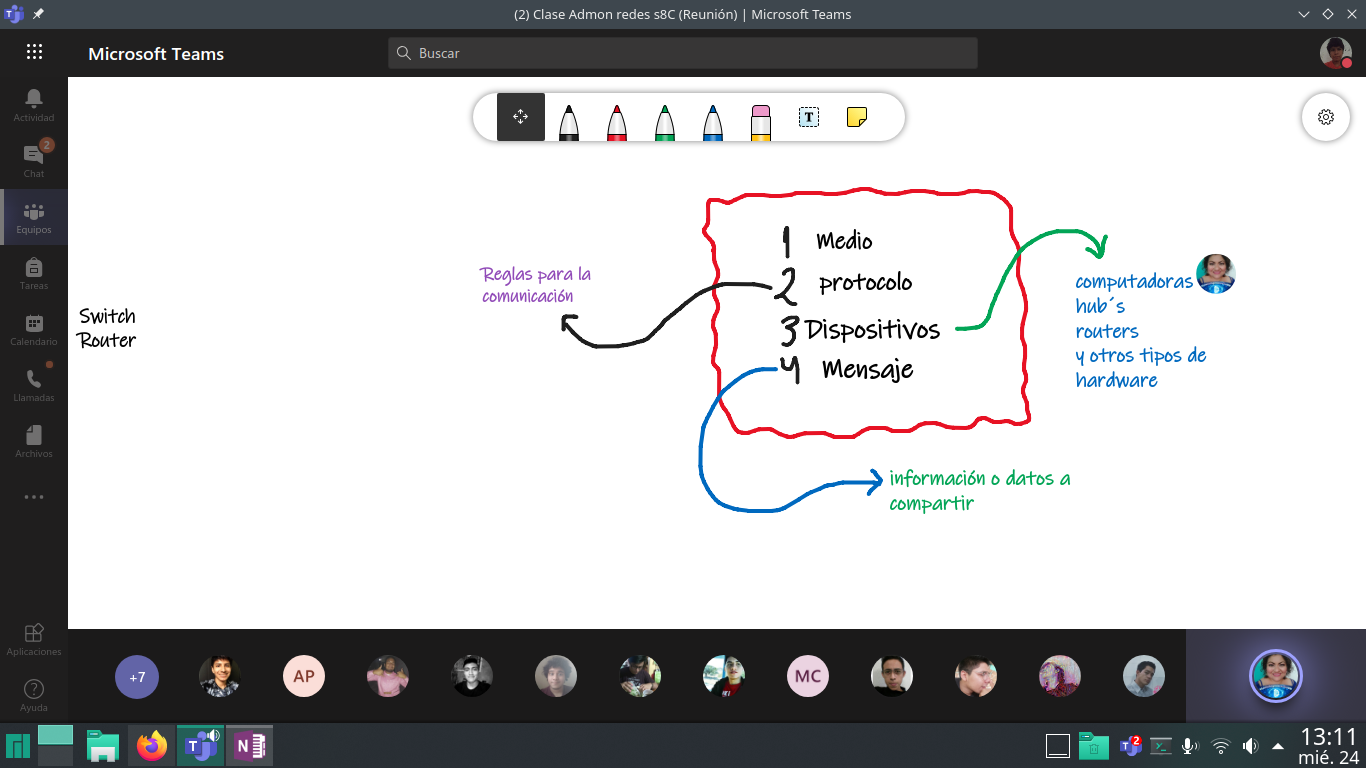 (2) Clase Admon redes s8C (Reunión) | Microsoft Teams
Microsoft Teams
Buscar
Actividad
Chat
2
Equipos
Tareas
Calendario
Llamadas
Archivos
Aplicaciones
Ayuda
T
1 Medio
2 protocolo
3 Dispositivos
4 Mensaje
Reglas para la
comunicación
Switch
Router
computadoras
hub´s
routers
y otros tipos de
hardware
información o datos a
compartir
+7
AP
MC
T
N
T
2
13:11
mié. 24